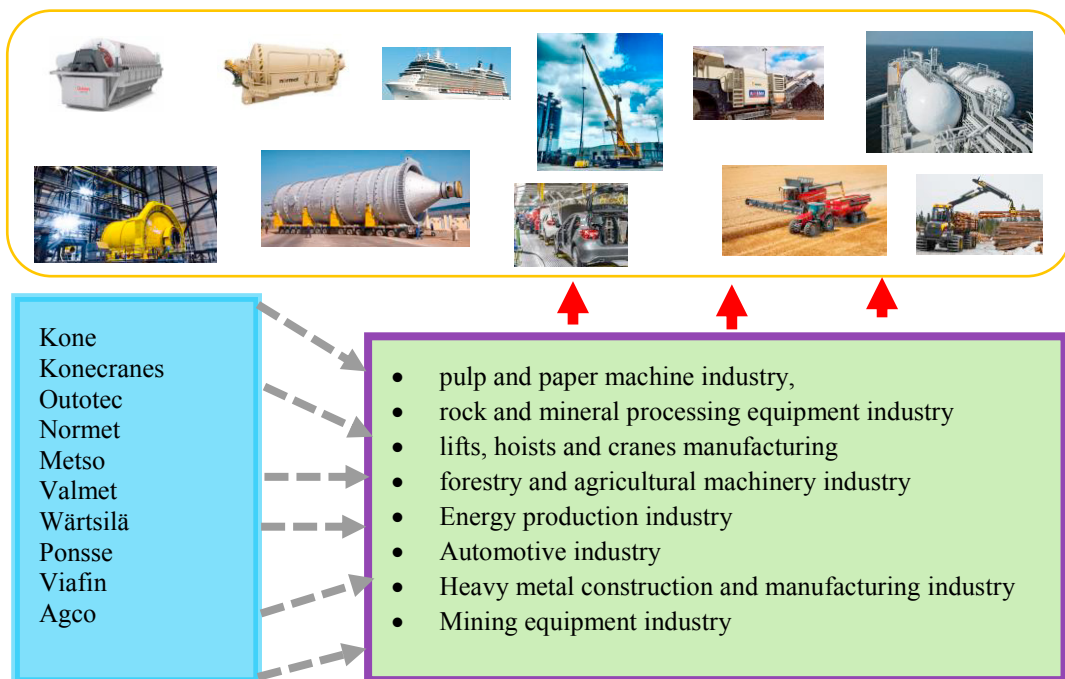 Kone
Konecranes
Outotec
Normet
Metso
Valmet
Wärtsilä
Ponsse
Viafin
Agco
• pulp and paper machine industry,
• rock and mineral processing equipment industry
• lifts, hoists and cranes manufacturing
• forestry and agricultural machinery industry
• Energy production industry
• Automotive industry
• Heavy metal construction and manufacturing industry
• Mining equipment industry